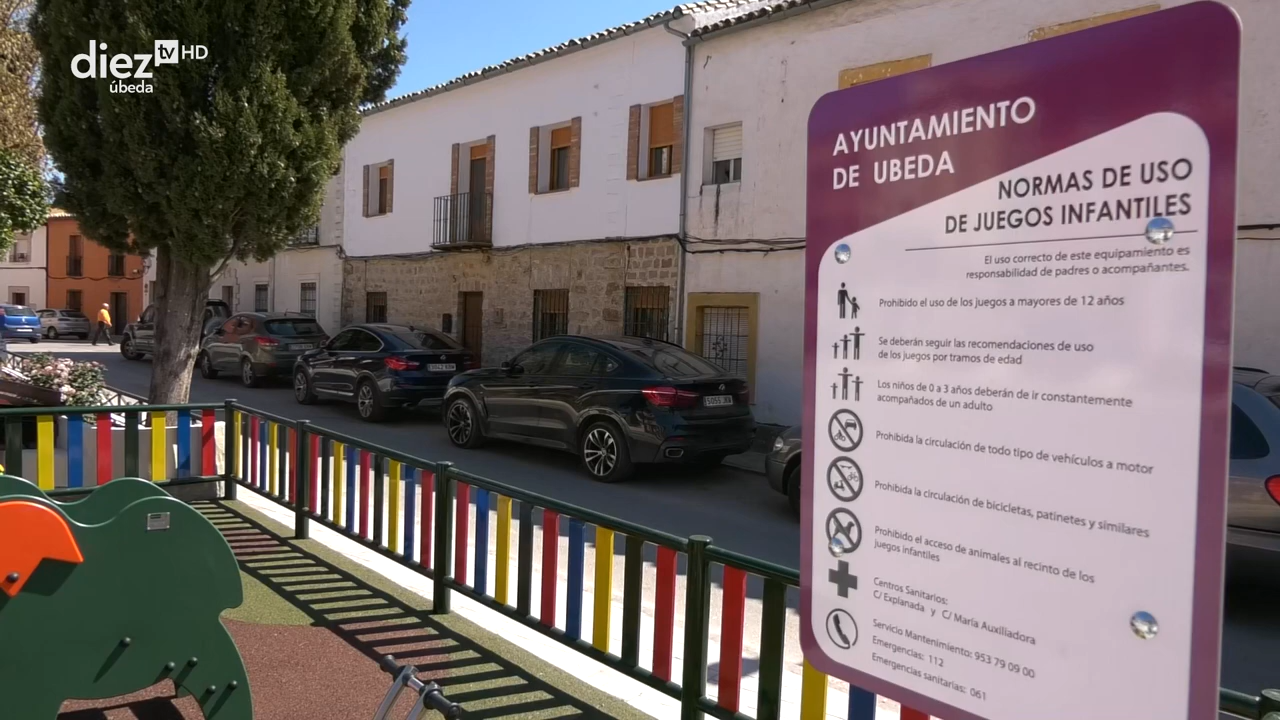 diez tv HD
úbeda
AYUNTAMIENTO
DE UBEDA
NORMAS DE USO
DE JUEGOS INFANTILES
El uso correcto de este equipamiento es
responsabilidad de padres o acompañantes.
Prohibido el uso de los juegos a mayores de 12 años
Se deberán seguir las recomendaciones de uso
de los juegos por tramos de edad
Los niños de 0 a 3 años deberán de ir constantemente
acompañados de un adulto
Prohibida la circulación de todo tipo de vehículos a motor
Prohibida la circulación de bicicletas, patinetes y similares
Prohibido el acceso de animales al recinto de los
juegos infantiles
Centros Sanitarios:
C/ Explanada y C/ María Auxiliadora
Servicio Mantenimiento: 953 79 09 00
Emergencias: 112
Emergencias sanitarias: 061